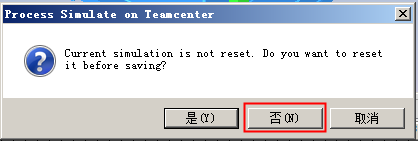 Process Simulate on Teamcenter
Current simulation is not reset. Do you want to reset
it before saving?
是(Y) 否(N) 取消